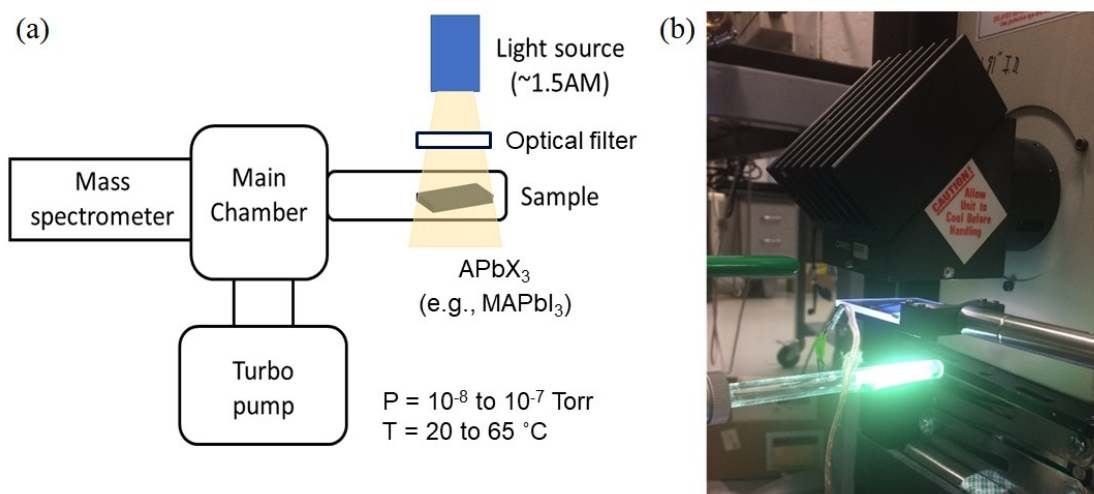 (a)
Light source
(~1.5AM)
Optical filter
Mass
spectrometer
Main
Chamber
Sample
APbX₃
(e.g., MAPbI₃)
Turbo
pump
P = 10⁻⁸ to 10⁻⁷ Torr
T = 20 to 65 ˚C
(b)
CAUTION!
Allow
Unit to
Cool Before
Handling